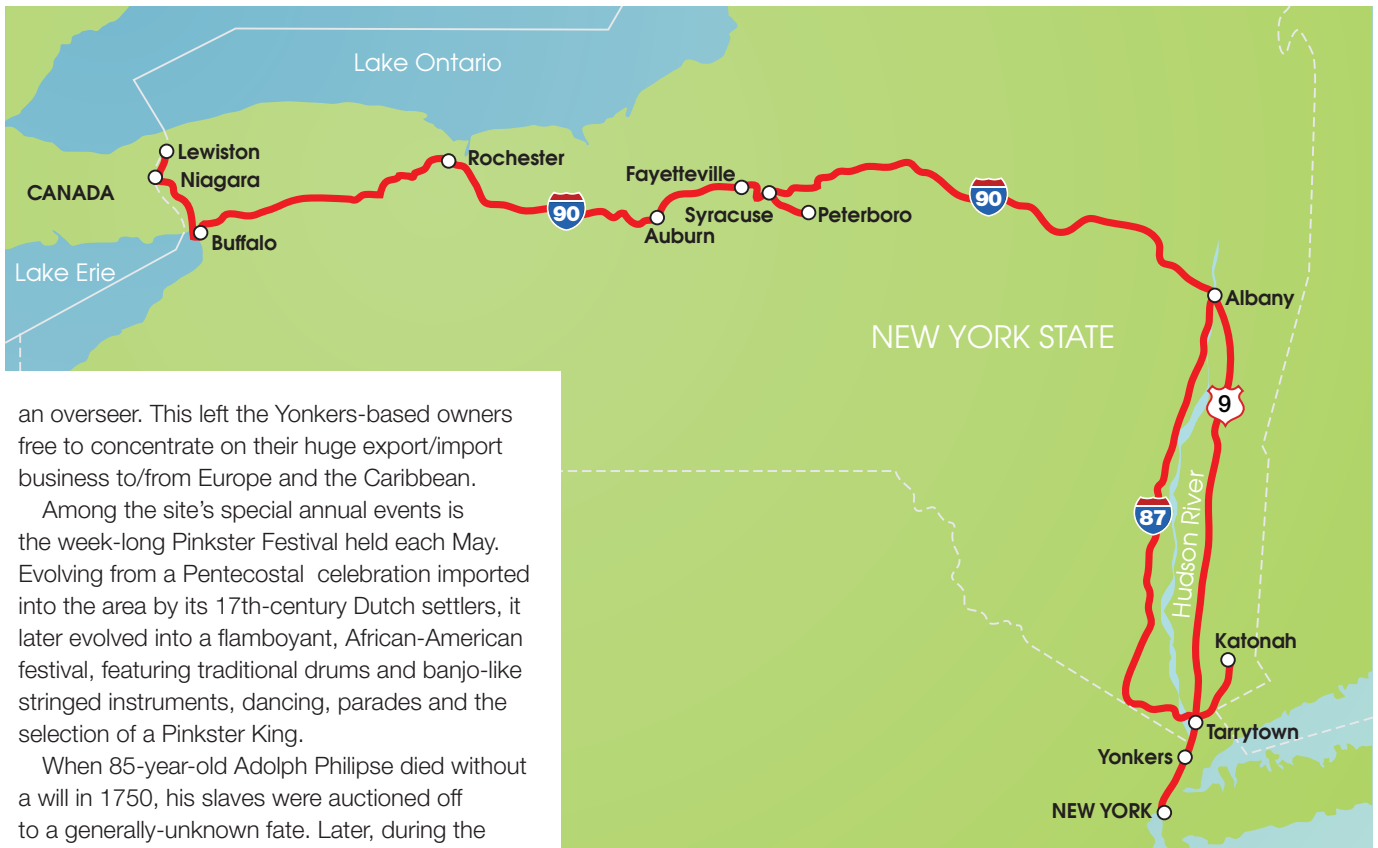 Lake Ontario
Lewiston
Niagara
CANADA
Buffalo
Lake Erie
Rochester
90
Fayetteville
Syracuse
Auburn
Peterboro
90
Albany
NEW YORK STATE
9
87
Hudson River
Katonah
Tarrytown
Yonkers
NEW YORK
an overseer. This left the Yonkers-based owners
free to concentrate on their huge export/import
business to/from Europe and the Caribbean.
Among the site's special annual events is
the week-long Pinkster Festival held each May.
Evolving from a Pentecostal celebration imported
into the area by its 17th-century Dutch settlers, it
later evolved into a flamboyant, African-American
festival, featuring traditional drums and banjo-like
stringed instruments, dancing, parades and the
selection of a Pinkster King.
When 85-year-old Adolph Philipse died without
a will in 1750, his slaves were auctioned off
to a generally-unknown fate. Later, during the